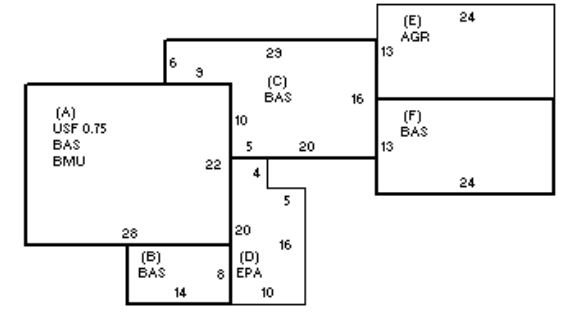 (E) 24
AGR
29
13
6
9
(C)
BAS
16
(A)
USF 0.75
BAS
BMU
10
(F)
BAS
5 20
13
22
4
24
5
28
20
16
(B)
BAS
8
(D)
EPA
14
10